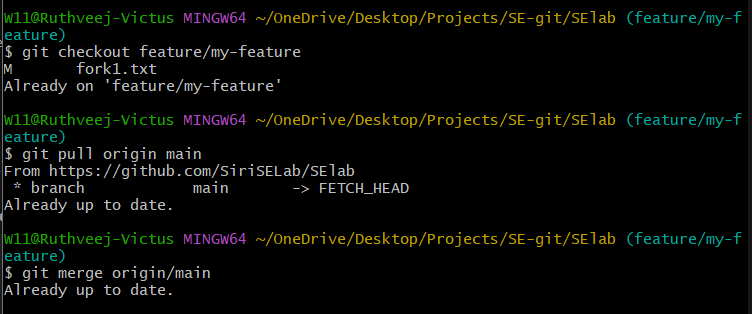 W11@Ruthveej-Victus MINGW64 ~/OneDrive/Desktop/Projects/SE-git/SElab (feature/my-f
eature)
$ git checkout feature/my-feature
M       fork1.txt
Already on 'feature/my-feature'
W11@Ruthveej-Victus MINGW64 ~/OneDrive/Desktop/Projects/SE-git/SElab (feature/my-f
eature)
$ git pull origin main
From https://github.com/SiriSELab/SElab
 * branch            main       -> FETCH_HEAD
Already up to date.
W11@Ruthveej-Victus MINGW64 ~/OneDrive/Desktop/Projects/SE-git/SElab (feature/my-f
eature)
$ git merge origin/main
Already up to date.